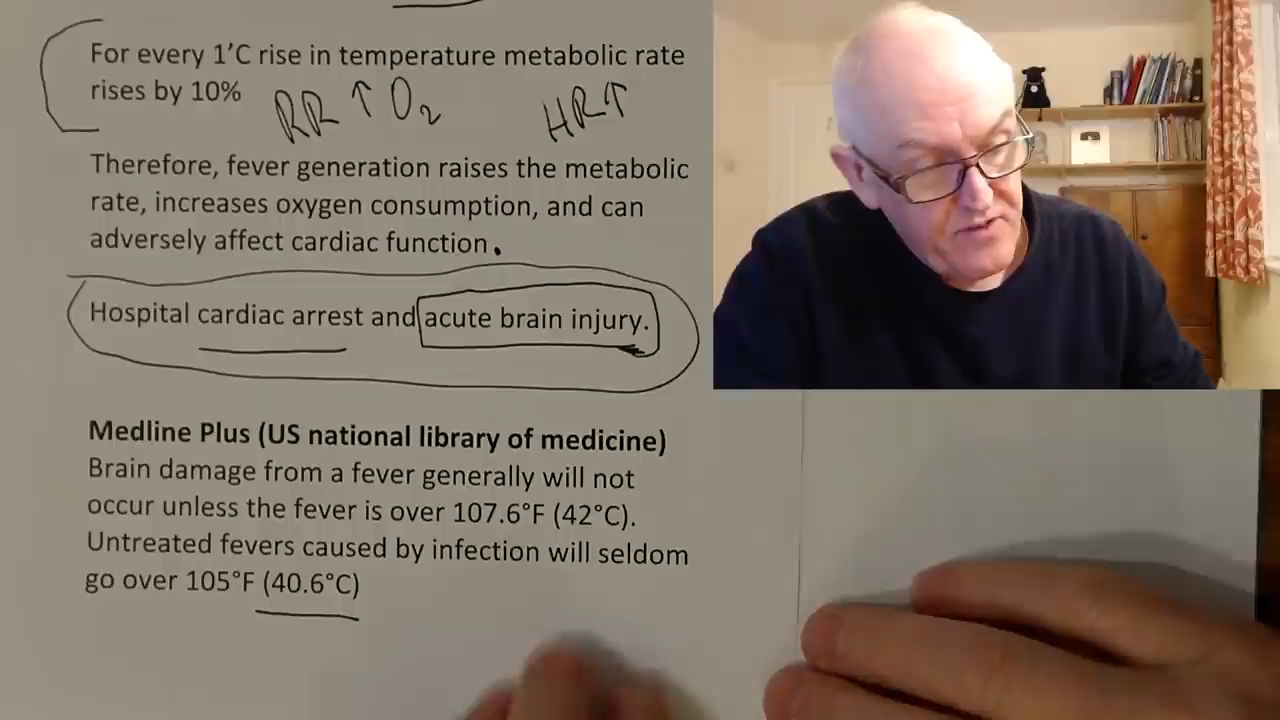 For every 1’C rise in temperature metabolic rate
rises by 10%
RR ↑ O₂ HR↑
Therefore, fever generation raises the metabolic
rate, increases oxygen consumption, and can
adversely affect cardiac function.
Hospital cardiac arrest and acute brain injury.
Medline Plus (US national library of medicine)
Brain damage from a fever generally will not
occur unless the fever is over 107.6°F (42°C).
Untreated fevers caused by infection will seldom
go over 105°F (40.6°C)